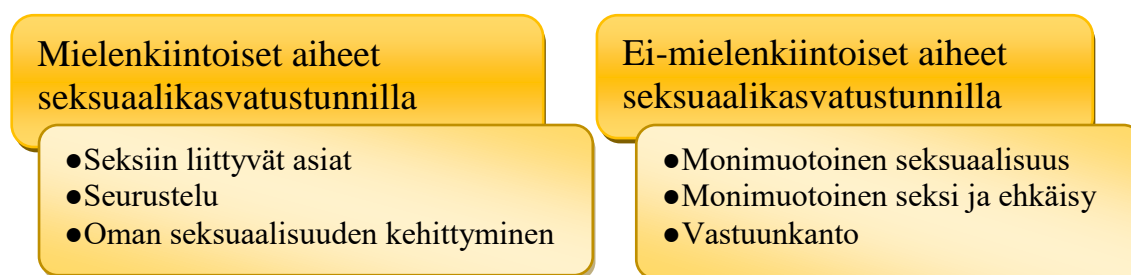 Mielenkiintoiset aiheet
seksuaalikasvatustunnilla
●Seksiin liittyvät asiat
●Seurustelu
●Oman seksuaalisuuden kehittyminen
Ei-mielenkiintoiset aiheet
seksuaalikasvatustunnilla
●Monimuotoinen seksuaalisuus
●Monimuotoinen seksi ja ehkäisy
●Vastuunkanto